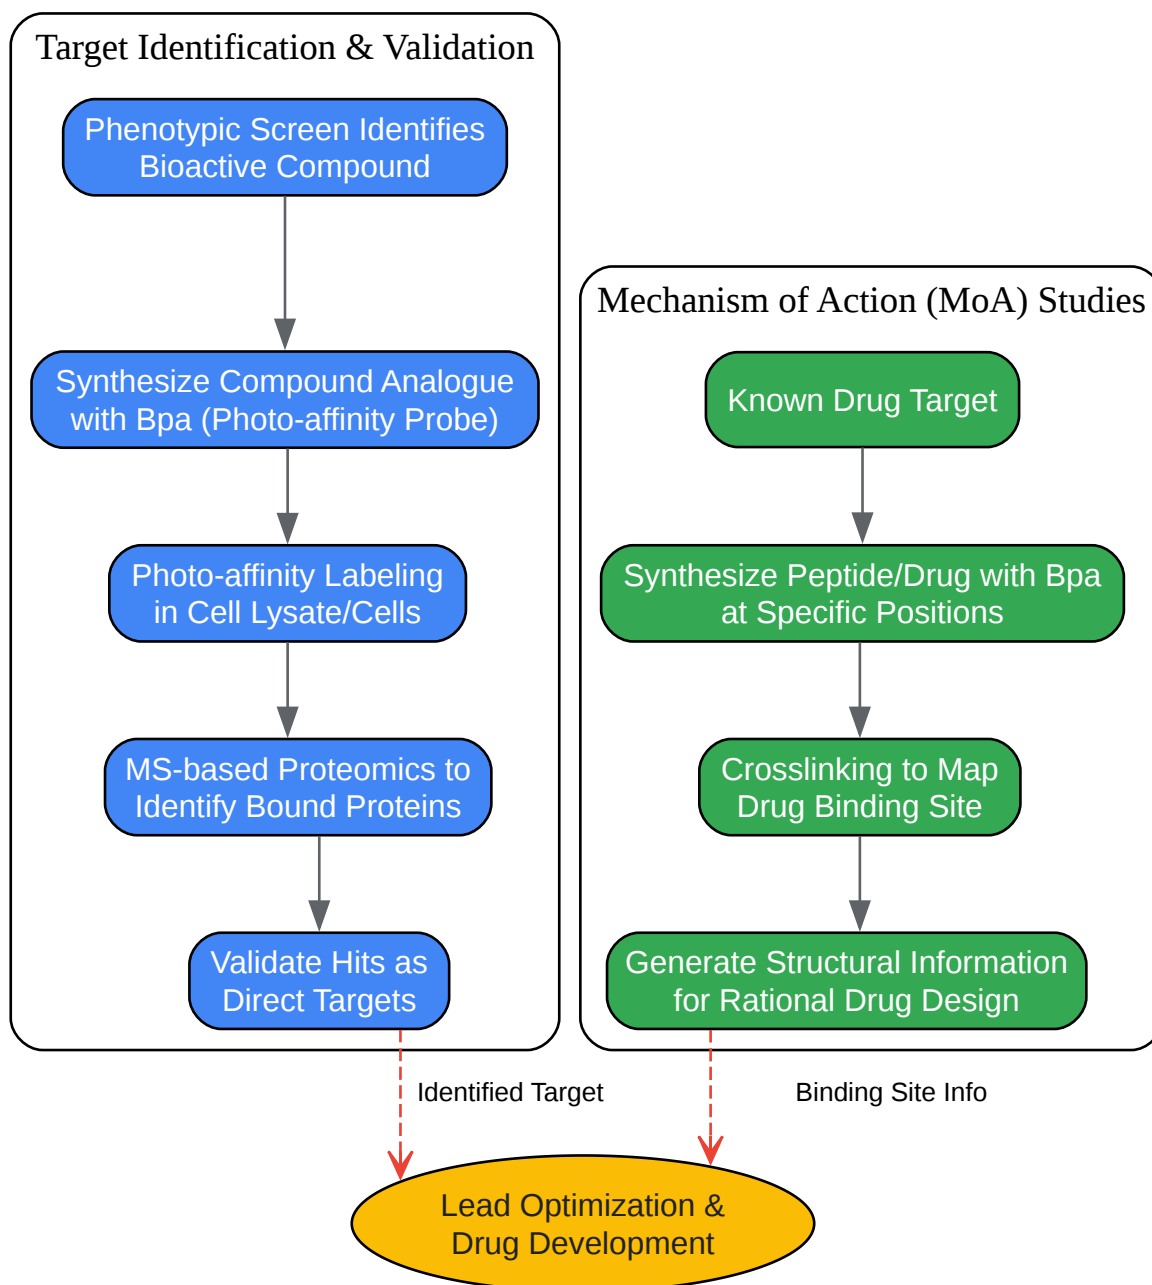 Target Identification & Validation
Phenotypic Screen Identifies
Bioactive Compound
Synthesize Compound Analogue
with Bpa (Photo-affinity Probe)
Photo-affinity Labeling
in Cell Lysate/Cells
MS-based Proteomics to
Identify Bound Proteins
Validate Hits as
Direct Targets
Mechanism of Action (MoA) Studies
Known Drug Target
Synthesize Peptide/Drug with Bpa
at Specific Positions
Crosslinking to Map
Drug Binding Site
Generate Structural Information
for Rational Drug Design
Identified Target
Binding Site Info
Lead Optimization &
Drug Development